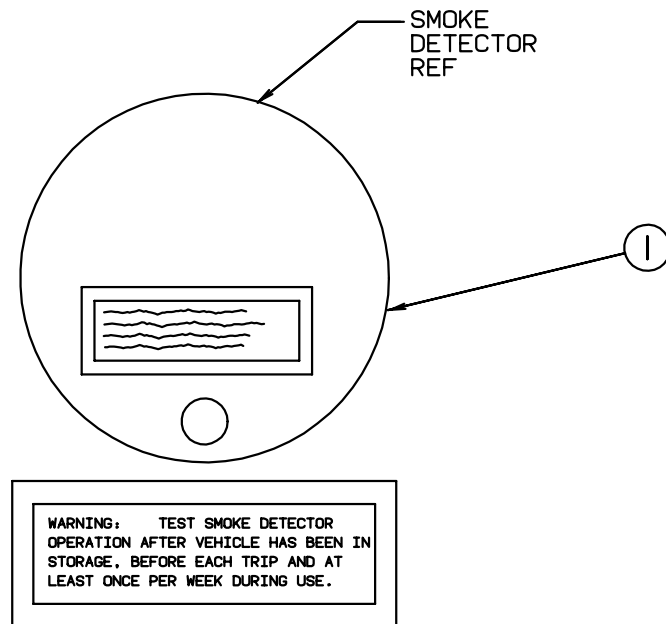 SMOKE
DETECTOR
REF
1
WARNING: TEST SMOKE DETECTOR
OPERATION AFTER VEHICLE HAS BEEN IN
STORAGE, BEFORE EACH TRIP AND AT
LEAST ONCE PER WEEK DURING USE.